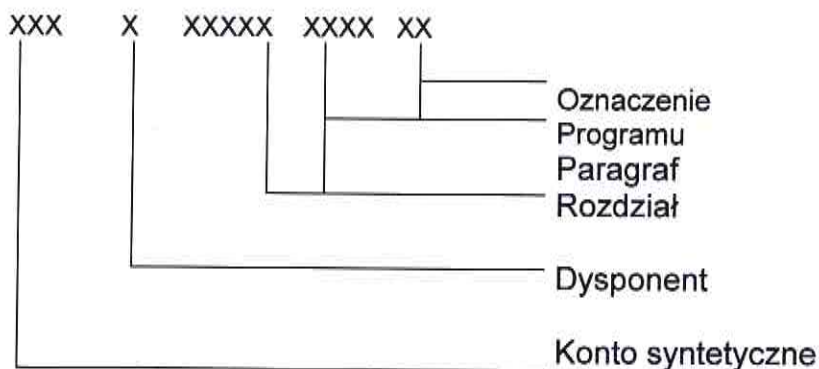 XXX X XXXXX XXXX XX
Oznaczenie
Programu
Paragraf
Rozdział
Dysponent
Konto syntetyczne